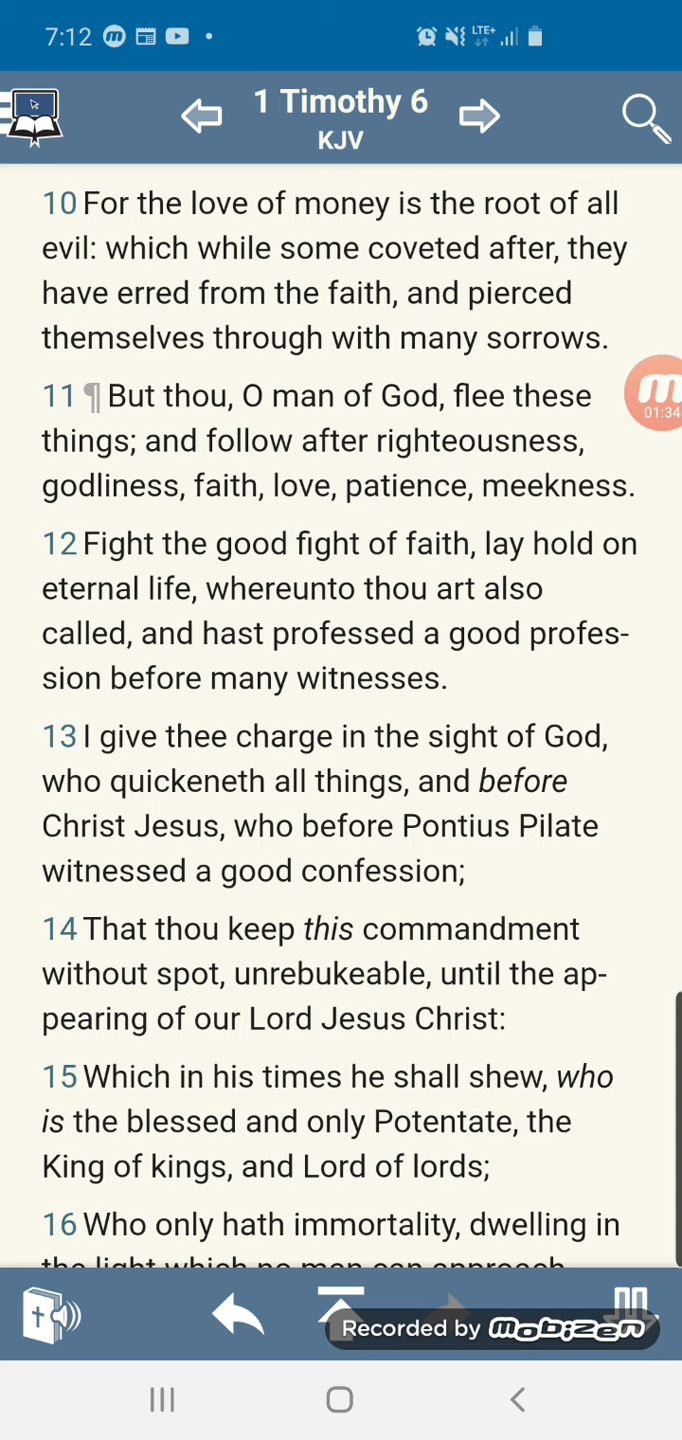 7:12 LTE+
1 Timothy 6
KJV
10 For the love of money is the root of all
evil: which while some coveted after, they
have erred from the faith, and pierced
themselves through with many sorrows.
11 ¶ But thou, O man of God, flee these
things; and follow after righteousness,
godliness, faith, love, patience, meekness.
01:34
12 Fight the good fight of faith, lay hold on
eternal life, whereunto thou art also
called, and hast professed a good profes-
sion before many witnesses.
13 I give thee charge in the sight of God,
who quickeneth all things, and before
Christ Jesus, who before Pontius Pilate
witnessed a good confession;
14 That thou keep this commandment
without spot, unrebukeable, until the ap-
pearing of our Lord Jesus Christ:
15 Which in his times he shall shew, who
is the blessed and only Potentate, the
King of kings, and Lord of lords;
16 Who only hath immortality, dwelling in
the light which no man can approach
Recorded by mobizen